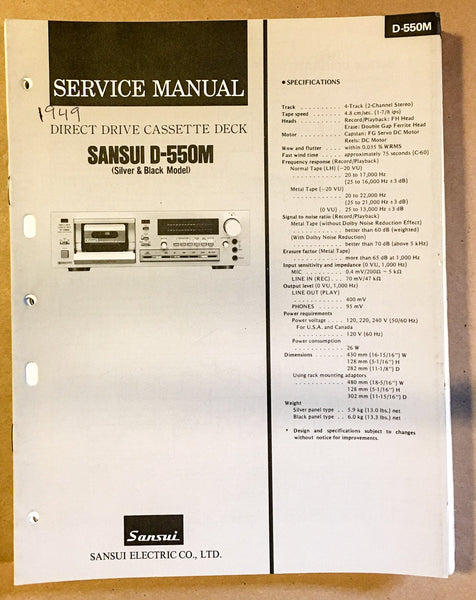 D-550M
SERVICE MANUAL
1949
DIRECT DRIVE CASSETTE DECK
SANSUI D-550M
(Silver & Black Model)
Sansui
SANSUI ELECTRIC CO., LTD.
• SPECIFICATIONS
Track . . . . . . . . . . . . . . 4-Track (2-Channel Stereo)
Tape speed . . . . . . . . . . 4.8 cm/sec. (1-7/8 ips)
Heads . . . . . . . . . . . . . Record/Playback: FH Head
Erase: Double Gap Ferrite Head
Motor . . . . . . . . . . . . . Capstan: FG Servo DC Motor
Reels: DC Motor
Wow and flutter . . . . . within 0.035 % WRMS
Fast wind time . . . . . . approximately 75 seconds (C-60)
Frequency response (Record/Playback)
Normal Tape (LH) (−20 VU)
. . . . . . . . . . . . . 20 to 17,000 Hz
(25 to 16,000 Hz ±3 dB)
Metal Tape (−20 VU)
. . . . . . . . . . . . . 20 to 22,000 Hz
(25 to 21,000 Hz ±3 dB)
(0 VU) . . . . . 25 to 13,000 Hz ±3 dB)
Signal to noise ratio (Record/Playback)
Metal Tape (without Dolby Noise Reduction Effect)
. . . . . . . . . . . . . better than 60 dB (weighted)
(With Dolby Noise Reduction)
. . . . . . . . . . . . . better than 70 dB (above 5 kHz)
Erasure factor (Metal Tape)
. . . . . . . . . . . . . more than 65 dB at 1,000 Hz
Input sensitivity and impedance (0 VU, 1,000 Hz)
MIC . . . . . . . . . . . . 0.4 mV/200Ω ~ 5 kΩ
LINE IN (REC) . . . . 70 mV/47 kΩ
Output level (0 VU, 1,000 Hz)
LINE OUT (PLAY)
. . . . . . . . . . . . . 400 mV
PHONES . . . . . . . . . 95 mV
Power requirements
Power voltage . . . . . 120, 220, 240 V (50/60 Hz)
For U.S.A. and Canada
. . . . . . . . . . . . . 120 V (60 Hz)
Power consumption
. . . . . . . . . . . . . 26 W
Dimensions . . . . . . . . . 430 mm (16-15/16") W
128 mm (5-1/16") H
282 mm (11-1/8") D
Using rack mounting adaptors
. . . . . . . . . . . . . 480 mm (18-5/16") W
128 mm (5-1/16") H
302 mm (11-15/16") D
Weight
Silver panel type . . 5.9 kg (13.0 lbs.) net
Black panel type . . 6.0 kg (13.3 lbs.) net
* Design and specifications subject to changes
without notice for improvements.